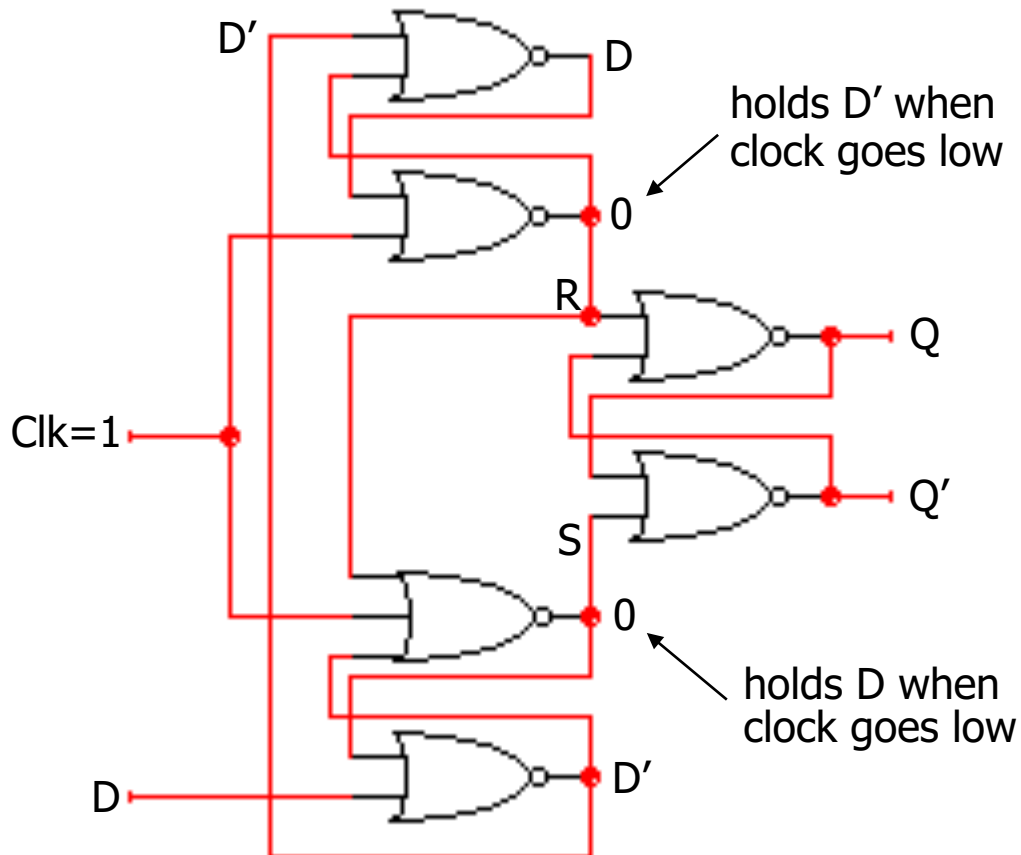 D’
D
holds D’ when
clock goes low
0
R
Q
Clk=1
Q’
S
0
holds D when
clock goes low
D’
D